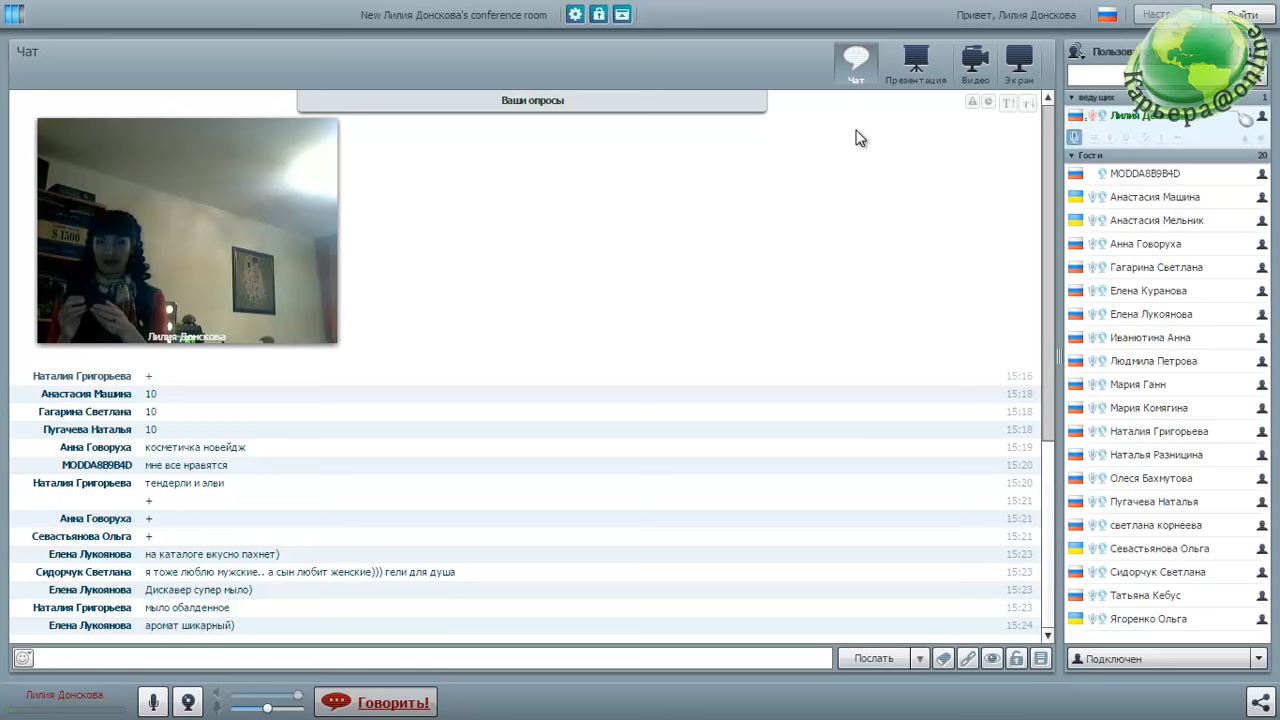 New Лилия Донскова's conference room
Привет, Лилия Донскова
Выйти
Чат
Чат
Презентация
Видео
Экран
Ваши опросы
$ 1500
Лилия Донскова
Наталия Григорьева + 15:16
Анастасия Машина 10 15:18
Гагарина Светлана 10 15:18
Пугачева Наталья 10 15:18
Анна Говоруха косметичка новейдж 15:19
MODDA8B9B4D мне все нравятся 15:20
Наталия Григорьева тендерли и элви 15:20
+ 15:21
Анна Говоруха + 15:21
Севастьянова Ольга + 15:21
Елена Лукоянова на каталоге вкусно пахнет) 15:23
Сидорчук Светлана я тоже люблю мужские.. а сын любит женские))) гели для душа 15:23
Елена Лукоянова Дискавер супер мыло) 15:23
Наталия Григорьева мыло обалденное 15:23
Елена Лукоянова аромат шикарный) 15:24
Послать
Лилия Донскова
Говорить!
Карьера@online
ведущих 1
Лилия
Гости 20
MODDA8B9B4D
Анастасия Машина
Анастасия Мельник
Анна Говоруха
Гагарина Светлана
Елена Куранова
Елена Лукоянова
Иванютина Анна
Людмила Петрова
Мария Ганн
Мария Комягина
Наталия Григорьева
Наталья Разницина
Олеся Бахмутова
Пугачева Наталья
светлана корнеева
Севастьянова Ольга
Сидорчук Светлана
Татьяна Кебус
Ягоренко Ольга
Подключен